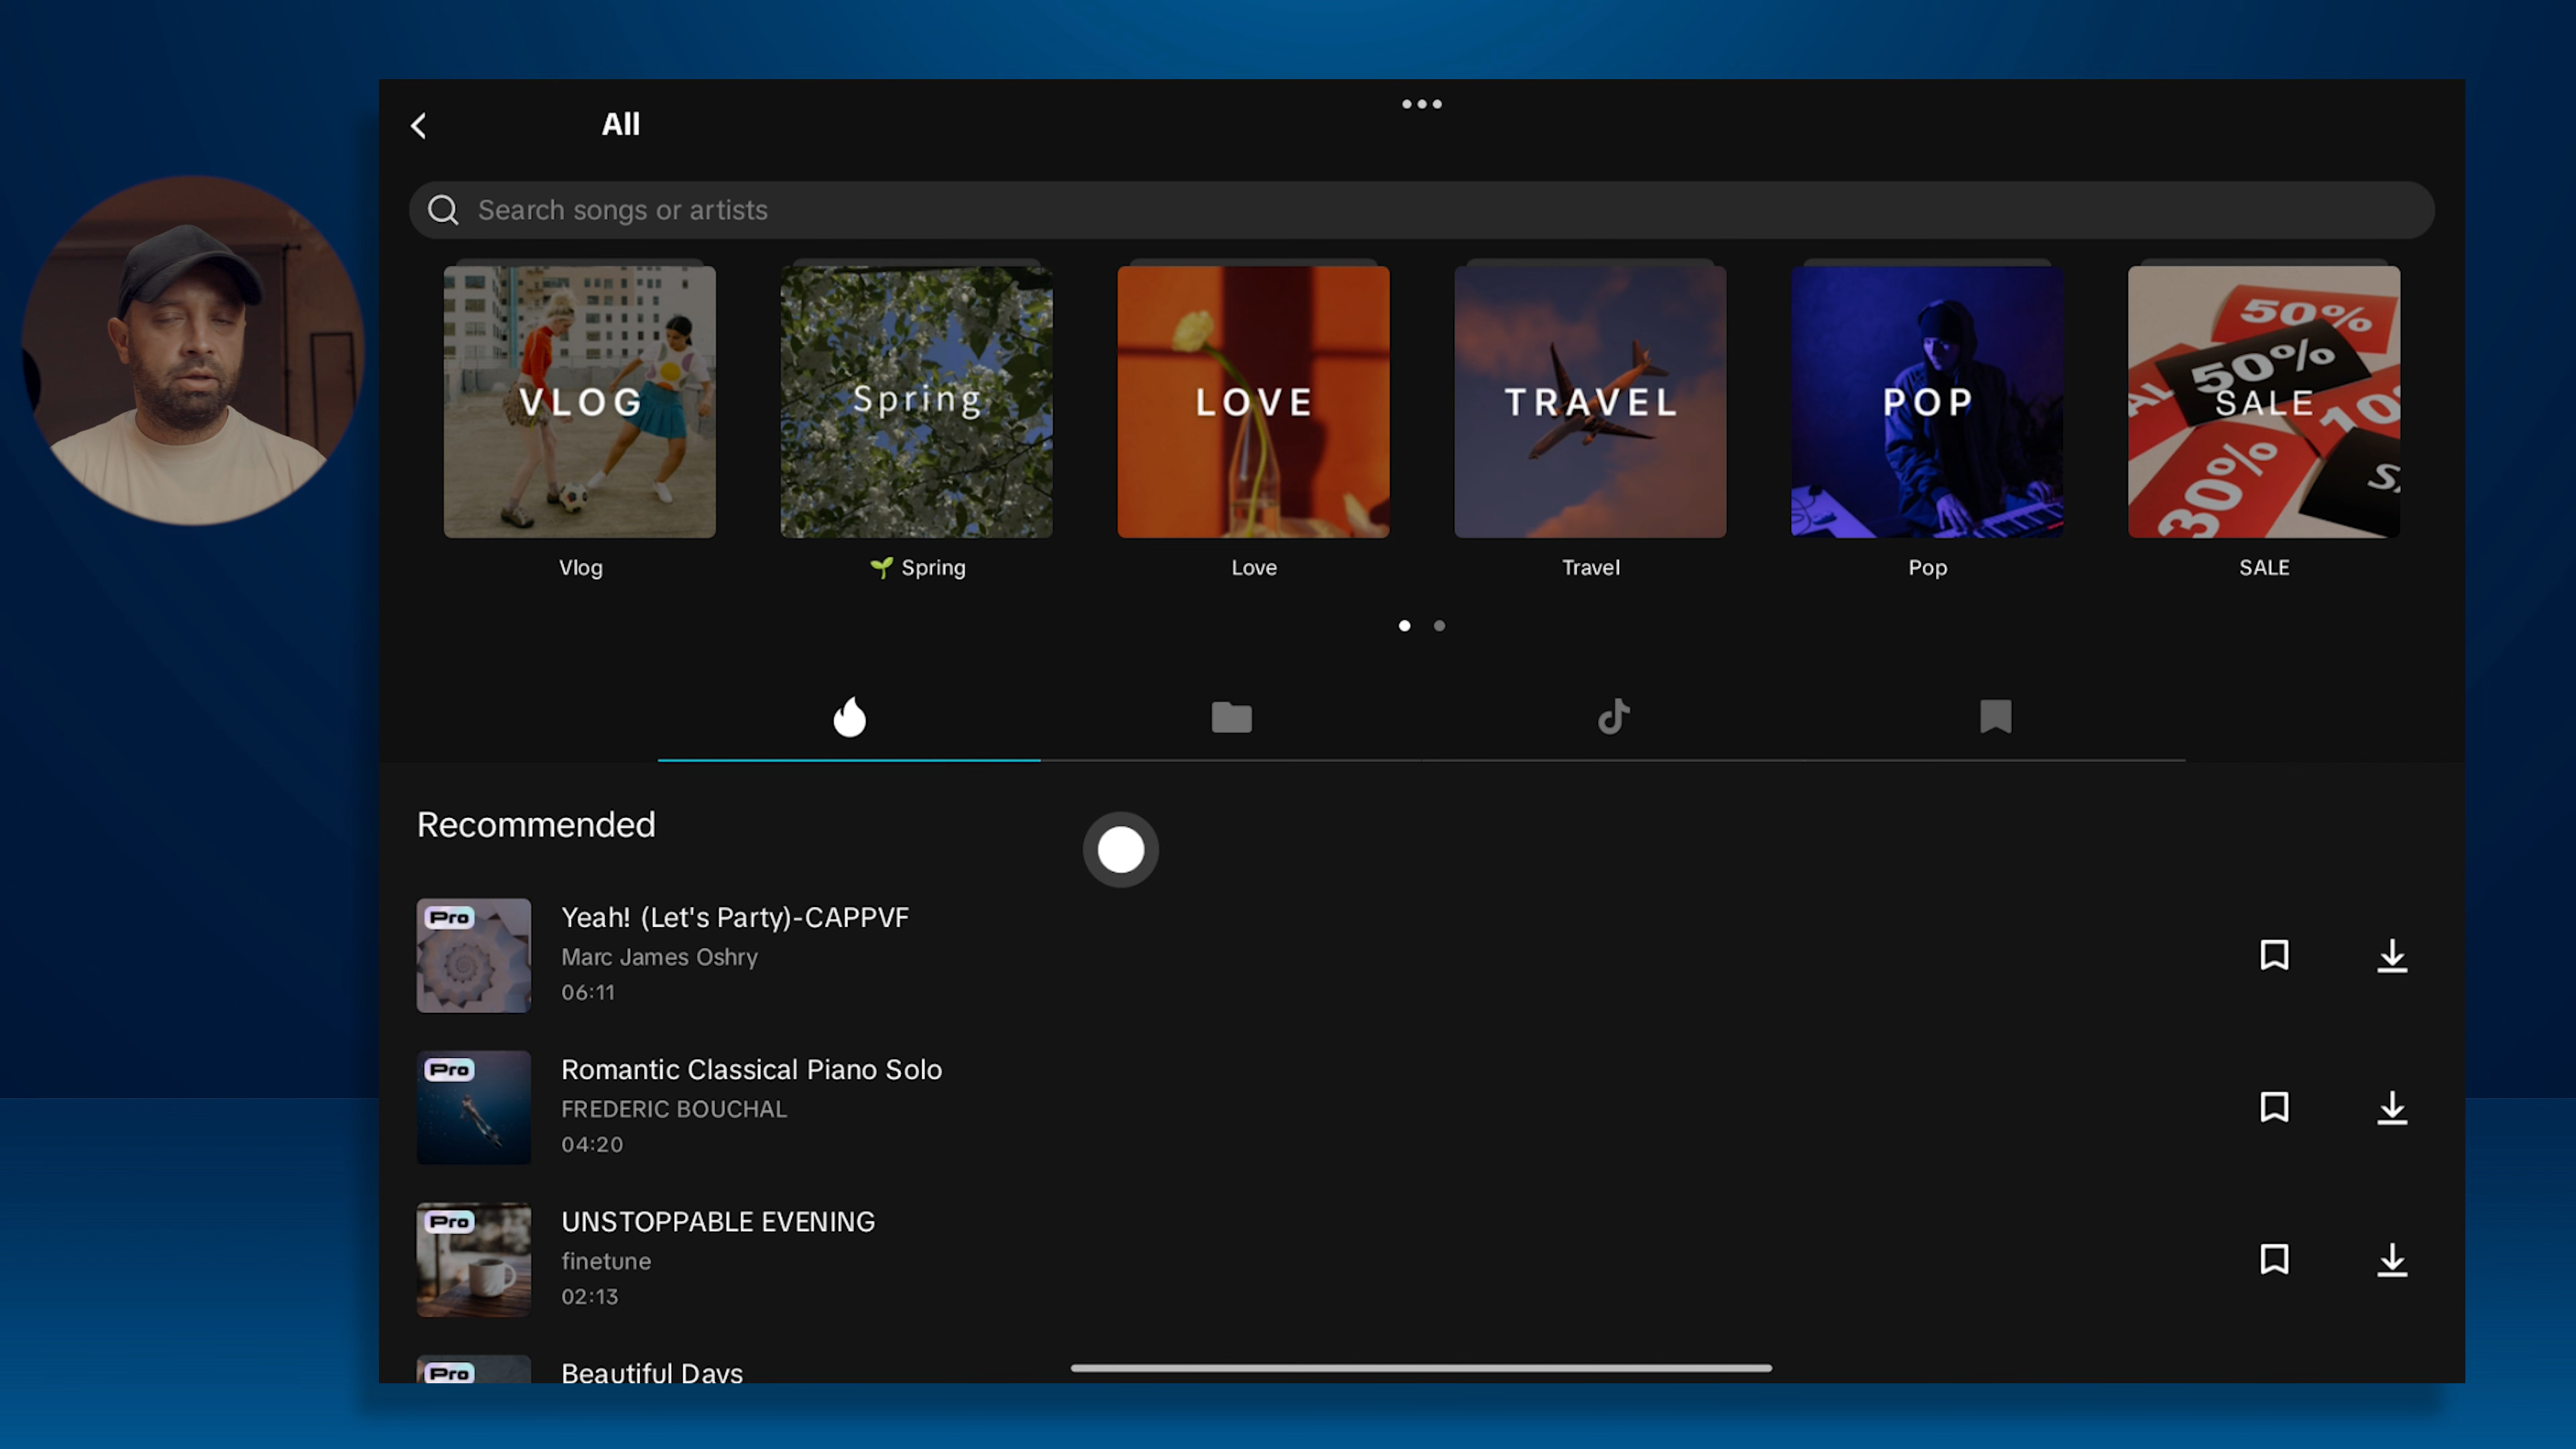 All
Search songs or artists
VLOG
Spring
LOVE
TRAVEL
POP
50%
50%
SALE
30%
Vlog
Spring
Love
Travel
Pop
SALE
Recommended
Pro
Yeah! (Let's Party)-CAPPVF
Marc James Oshry
06:11
Pro
Romantic Classical Piano Solo
FREDERIC BOUCHAL
04:20
Pro
UNSTOPPABLE EVENING
finetune
02:13
Pro
Beautiful Days